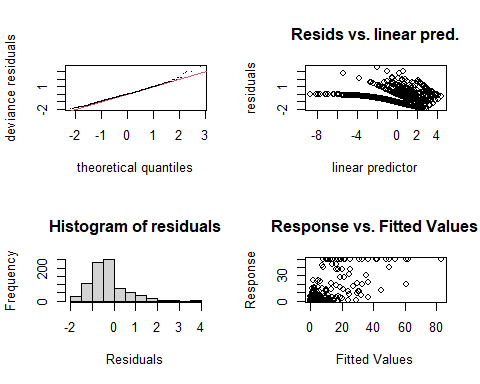 deviance residuals
-2 1
-2 -1 0 1 2 3
theoretical quantiles
Resids vs. linear pred.
residuals
-2 1
-8 -4 0 2 4
linear predictor
Histogram of residuals
Frequency
0 200
-2 0 1 2 3 4
Residuals
Response vs. Fitted Values
Response
0 30
0 20 40 60 80
Fitted Values